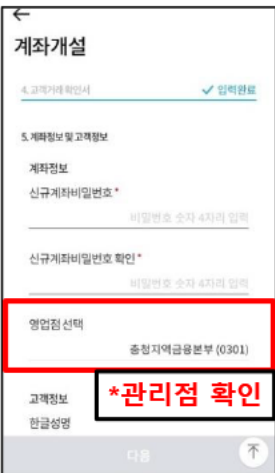 계좌개설
4. 고객거래확인서
입력완료
5. 계좌정보 및 고객정보
계좌정보
신규계좌비밀번호 *
비밀번호 숫자 4자리 입력
신규계좌비밀번호 확인 *
비밀번호 숫자 4자리 입력
영업점 선택
충청지역금융본부 (0301)
*관리점 확인
고객정보
한글성명
다음